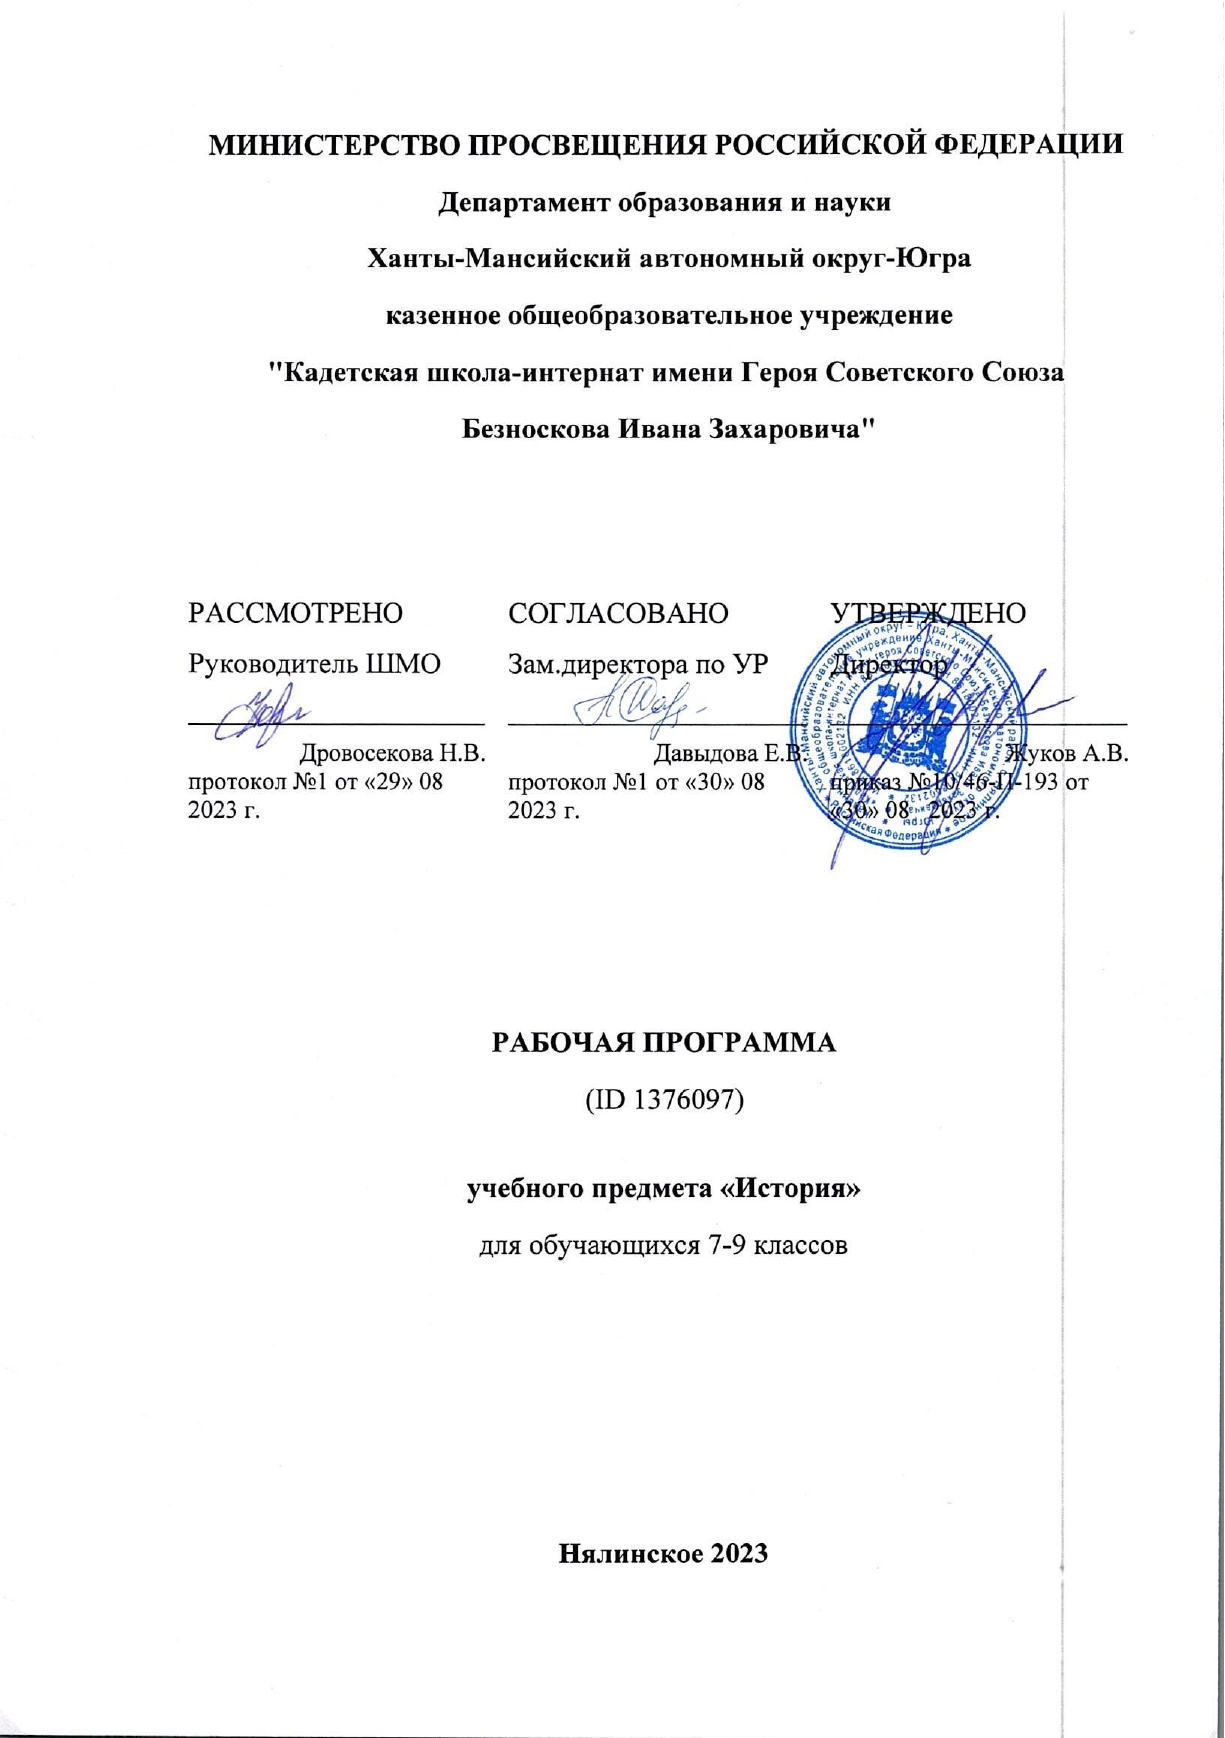 МИНИСТЕРСТВО ПРОСВЕЩЕНИЯ РОССИЙСКОЙ ФЕДЕРАЦИИ
Департамент образования и науки
Ханты-Мансийский автономный округ-Югра
казенное общеобразовательное учреждение
"Кадетская школа-интернат имени Героя Советского Союза
Безноскова Ивана Захаровича"
РАССМОТРЕНО
Руководитель ШМО
Дровосекова Н.В.
протокол №1 от «29» 08
2023 г.
СОГЛАСОВАНО
Зам.директора по УР
Давыдова Е.В.
протокол №1 от «30» 08
2023 г.
УТВЕРЖДЕНО
Директор
Жуков А.В.
приказ №10/46-П-193 от
«30» 08 2023 г.
РАБОЧАЯ ПРОГРАММА
(ID 1376097)
учебного предмета «История»
для обучающихся 7-9 классов
Нялинское 2023